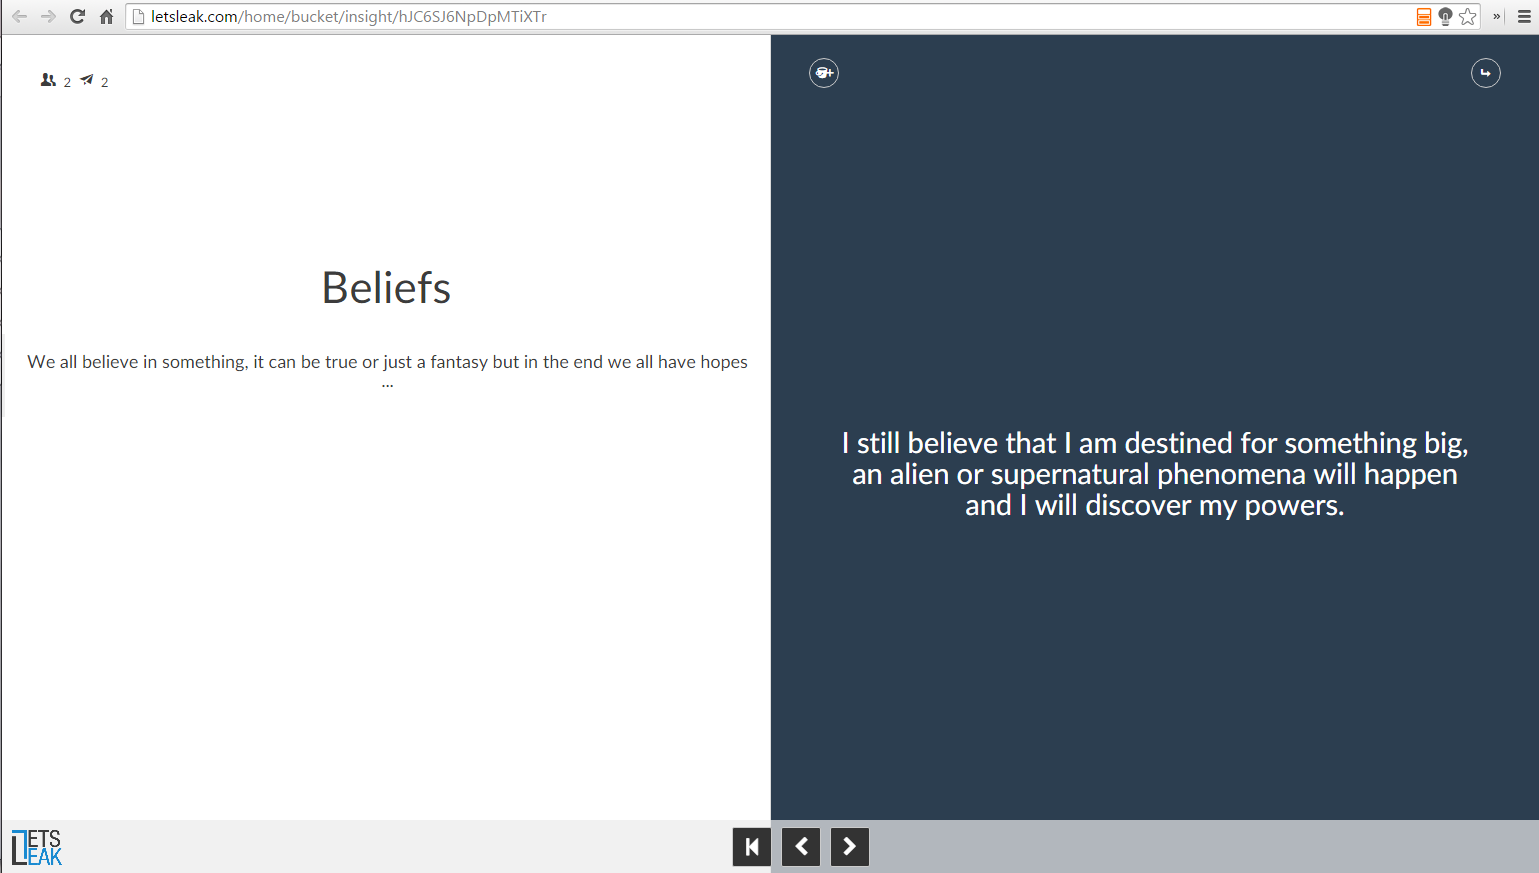 letsleak.com/home/bucket/insight/hJC6SJ6NpDpMTiXTr
2 2
Beliefs
We all believe in something, it can be true or just a fantasy but in the end we all have hopes
...
I still believe that I am destined for something big,
an alien or supernatural phenomena will happen
and I will discover my powers.
LETS
LEAK